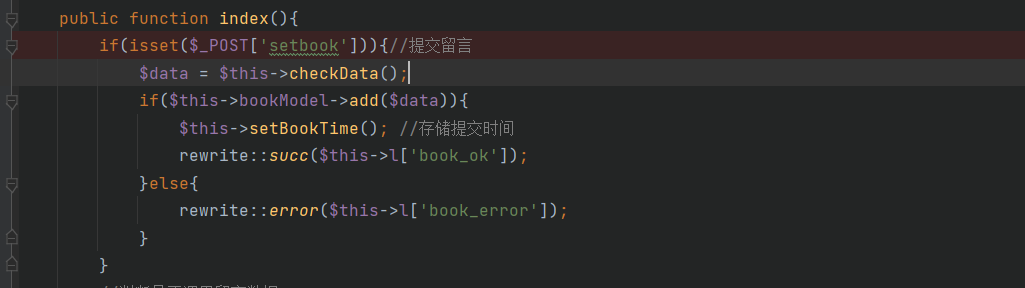 public function index(){
if(isset($_POST['setbook'])){//提交留言
$data = $this->checkData();
if($this->bookModel->add($data)){
$this->setBookTime(); //存储提交时间
rewrite::succ($this->l['book_ok']);
}else{
rewrite::error($this->l['book_error']);
}
}